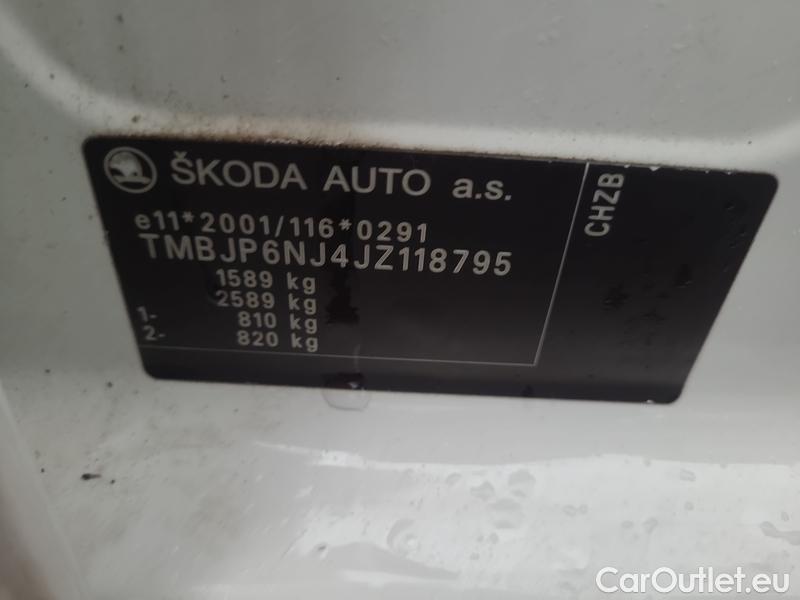 ŠKODA AUTO a.s.
e11*2001/116*0291
TMBJP6NJ4JZ118795
1589 kg
2589 kg
1- 810 kg
2- 820 kg
CHZB
CarOutlet.eu